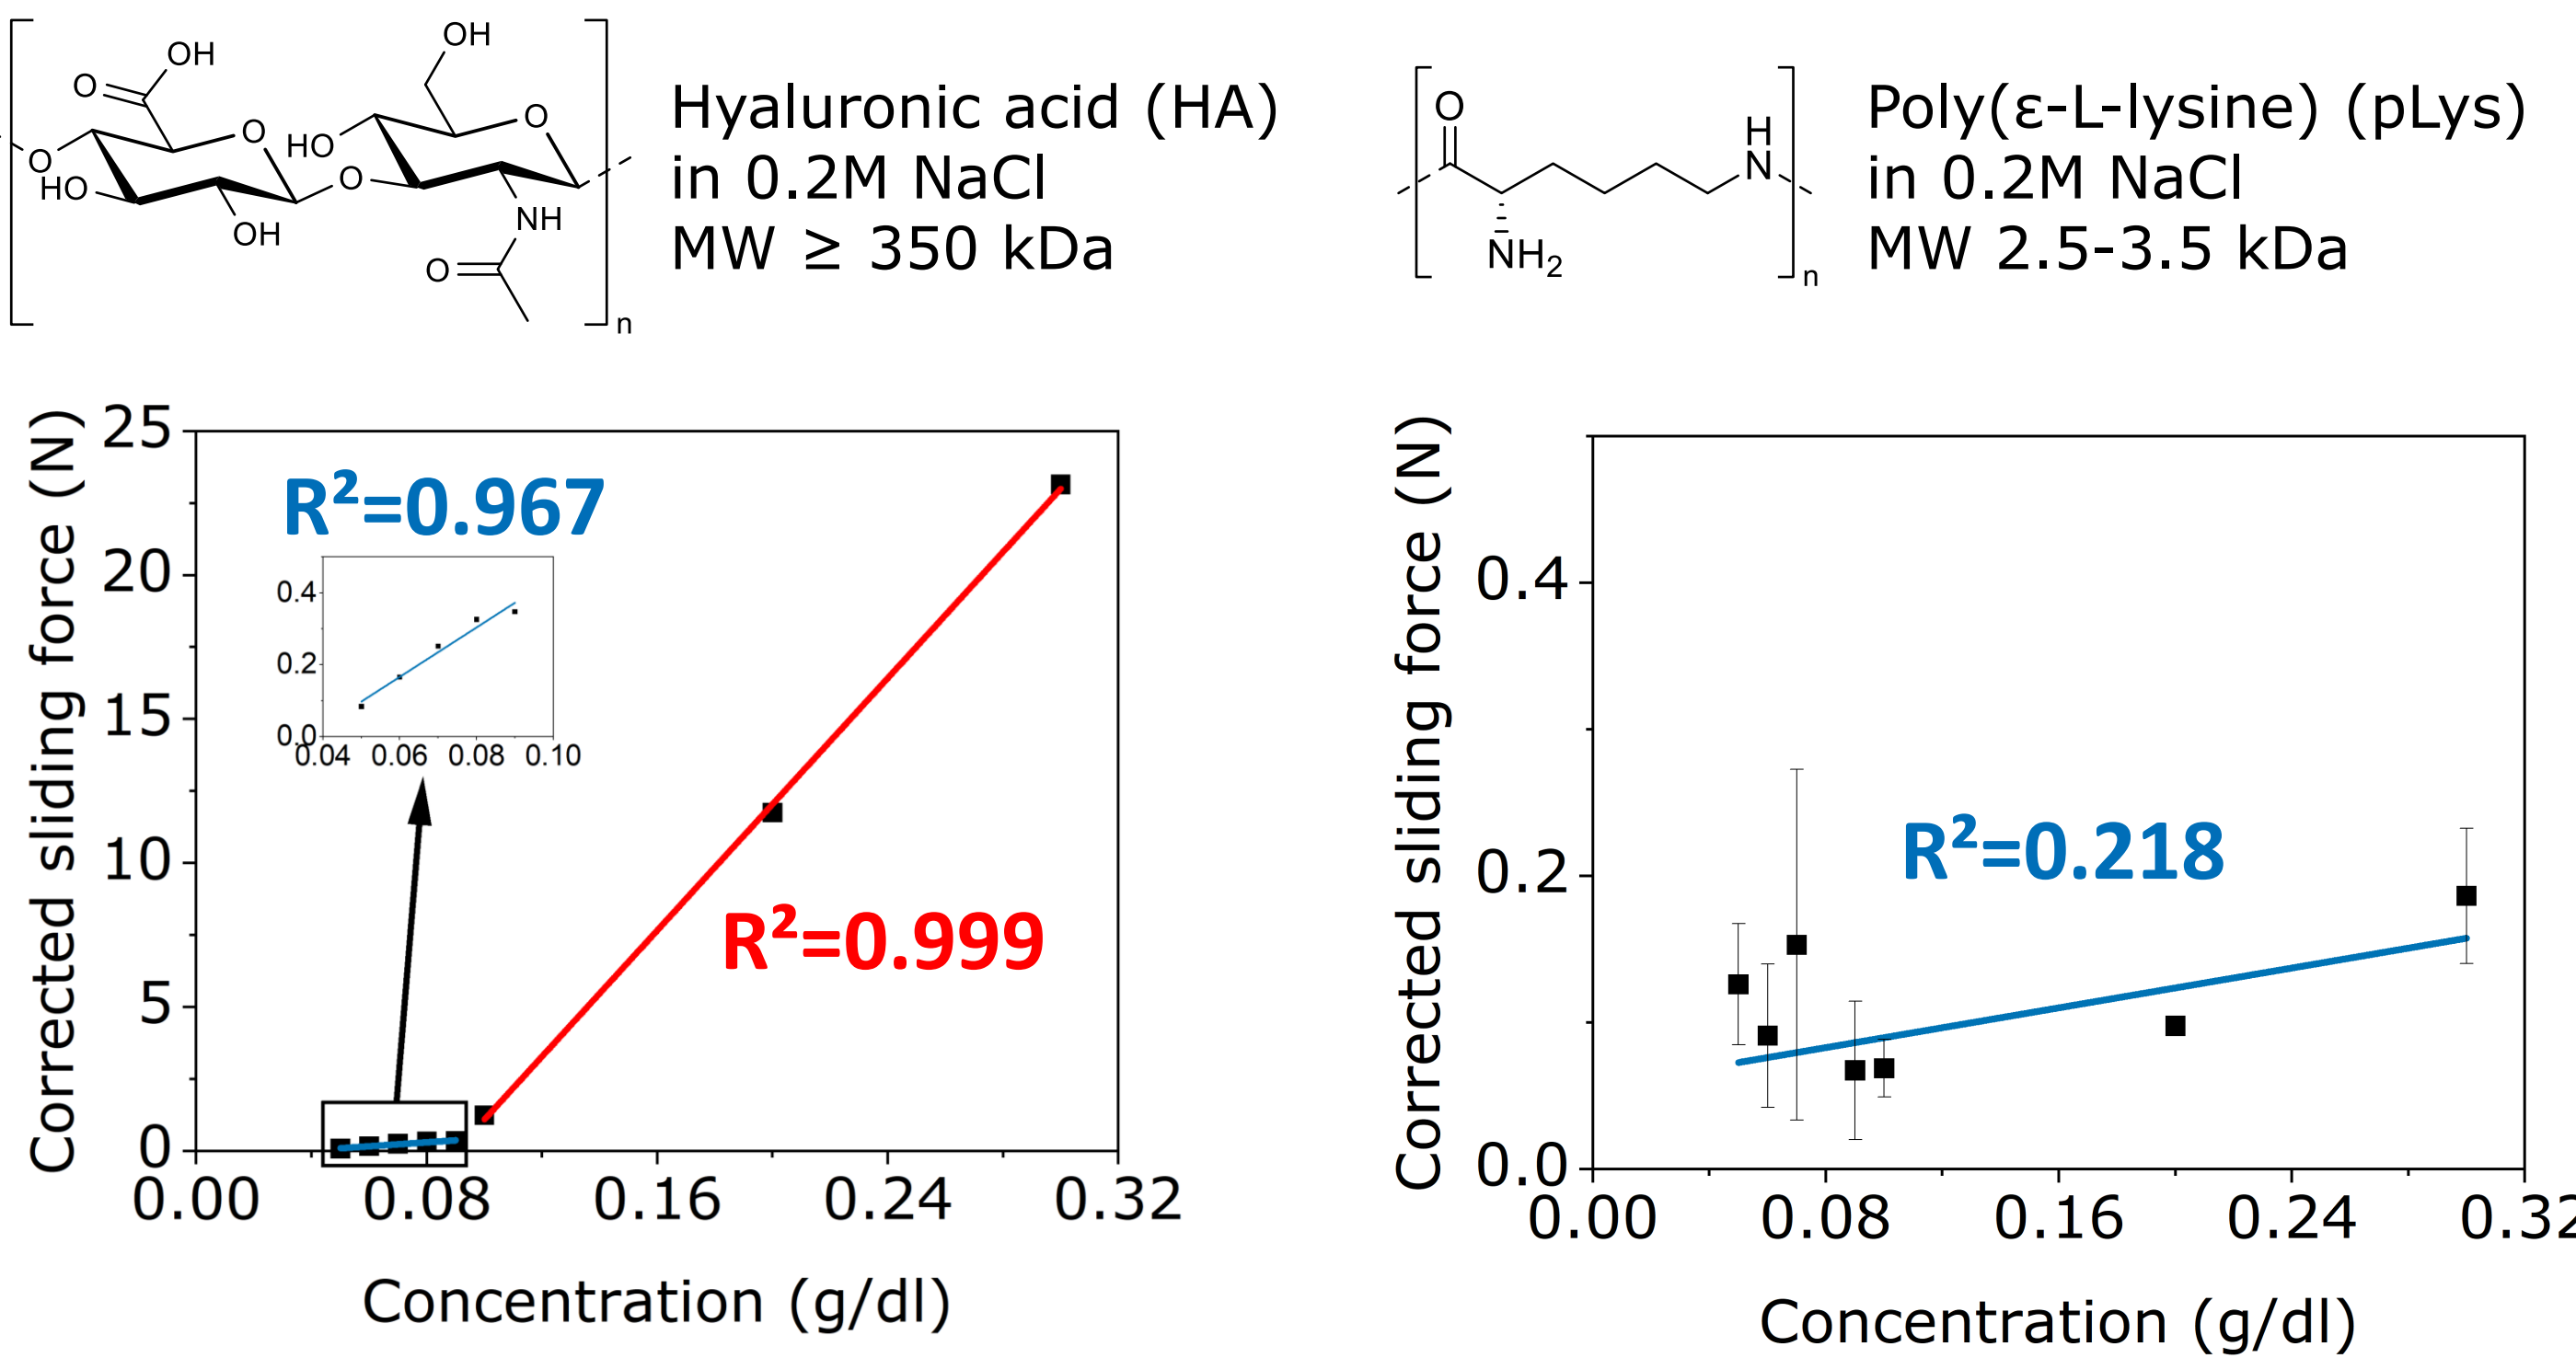 OH
O
O
O
HO
OH
O
OH
O
HO
NH
O
n
Hyaluronic acid (HA)
in 0.2M NaCl
MW ≥ 350 kDa
O
H
N
NH2
n
Poly(ε-L-lysine) (pLys)
in 0.2M NaCl
MW 2.5-3.5 kDa
Corrected sliding force (N)
25
20
15
10
5
0
R²=0.967
0.4
0.2
0.0
0.04 0.06 0.08 0.10
R²=0.999
0.00 0.08 0.16 0.24 0.32
Concentration (g/dl)
Corrected sliding force (N)
0.4
0.2
0.0
R²=0.218
0.00 0.08 0.16 0.24 0.32
Concentration (g/dl)